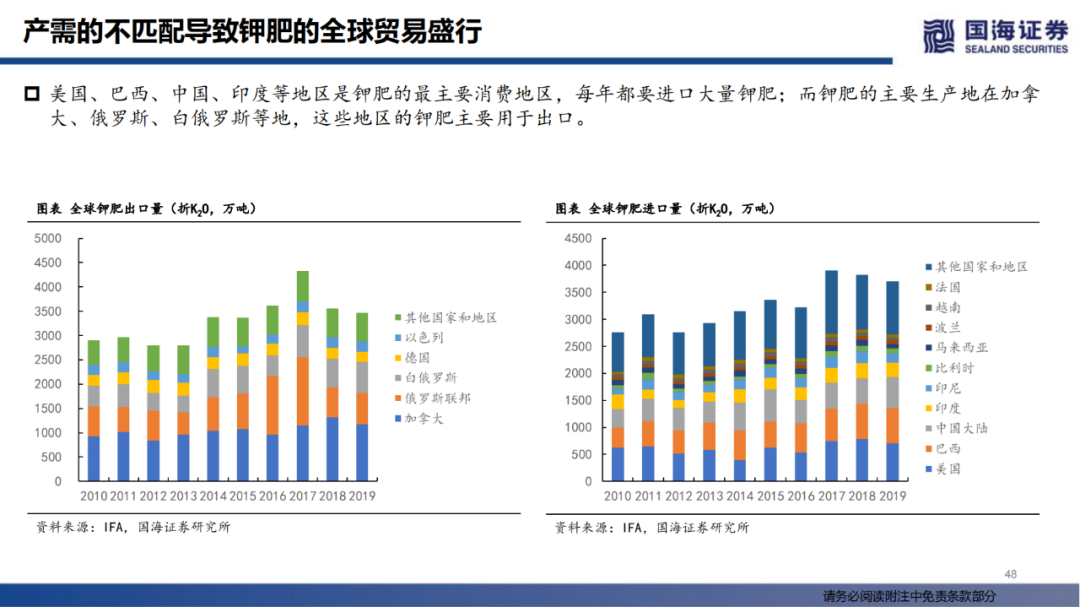 产需的不匹配导致钾肥的全球贸易盛行
国海证券
SEALAND SECURITIES
美国、巴西、中国、印度等地区是钾肥的最主要消费地区，每年都要进口大量钾肥；而钾肥的主要生产地在加拿
大、俄罗斯、白俄罗斯等地，这些地区的钾肥主要用于出口。
图表 全球钾肥出口量（折K₂O，万吨）
5000
4500
4000
3500
3000
2500
2000
1500
1000
500
0
2010 2011 2012 2013 2014 2015 2016 2017 2018 2019
其他国家和地区
以色列
德国
白俄罗斯
俄罗斯联邦
加拿大
资料来源：IFA，国海证券研究所
图表 全球钾肥进口量（折K₂O，万吨）
4500
4000
3500
3000
2500
2000
1500
1000
500
0
2010 2011 2012 2013 2014 2015 2016 2017 2018 2019
其他国家和地区
法国
越南
波兰
马来西亚
比利时
印尼
印度
中国大陆
巴西
美国
资料来源：IFA，国海证券研究所
48
请务必阅读附注中免责条款部分